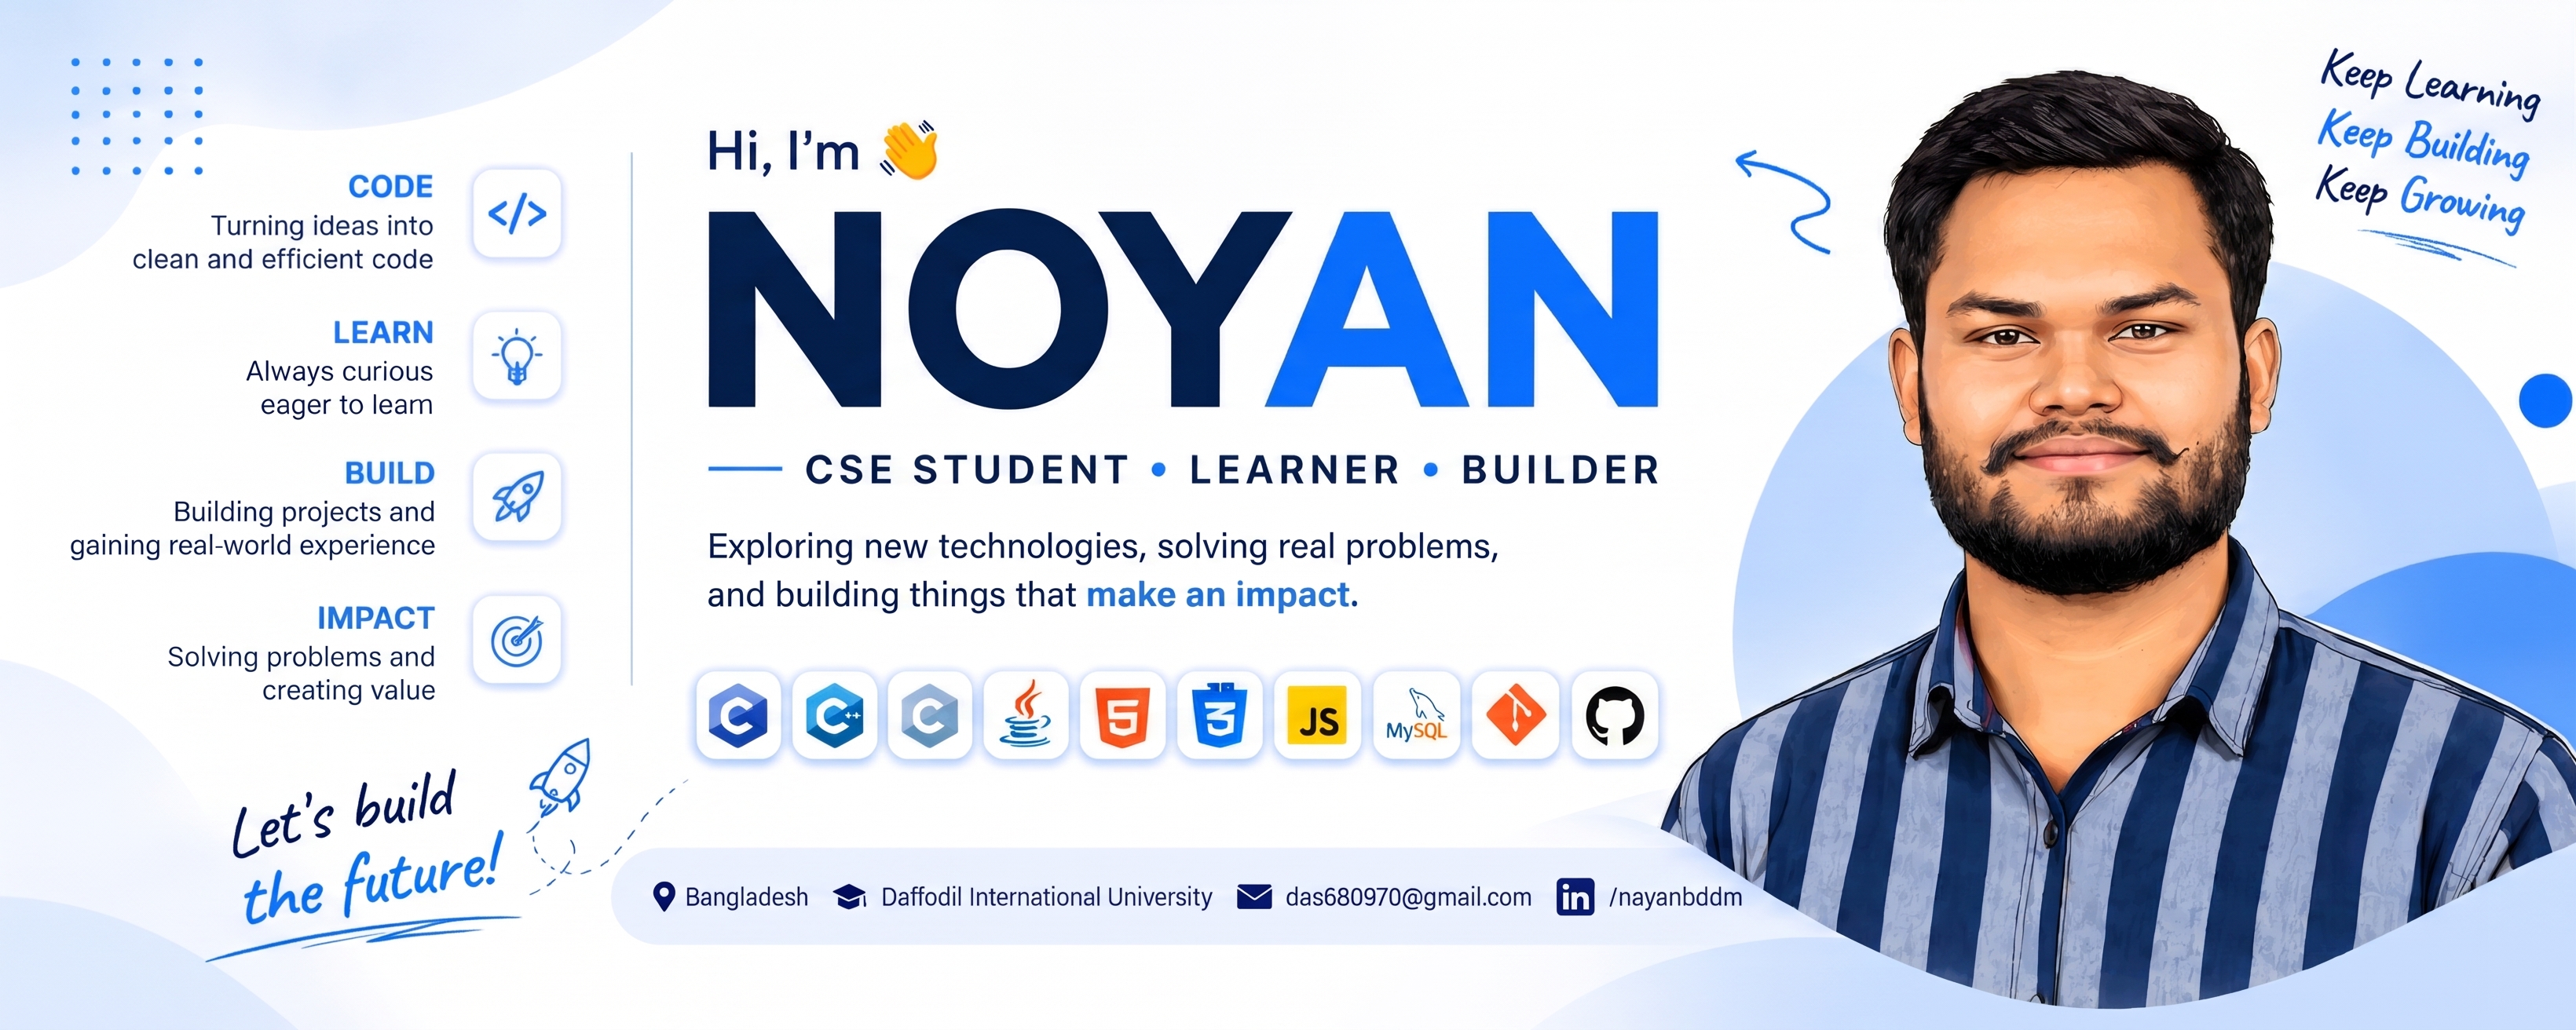 CODE
Turning ideas into
clean and efficient code
LEARN
Always curious
eager to leam
BUILD
Building projects and
gaining real-world experience
IMPACT
Solving problems and
creating value
Let's build
the future!
Hi, I'm 👋
NOYAN
CSE STUDENT • LEARNER • BUILDER
Exploring new technologies, solving real problems,
and building things that make an impact.
C C++ C 5 3 JS MySQL
Bangladesh Daffodil International University das680970@gmail.com in /nayanbddm
Keep Learning
Keep Building
Keep Growing